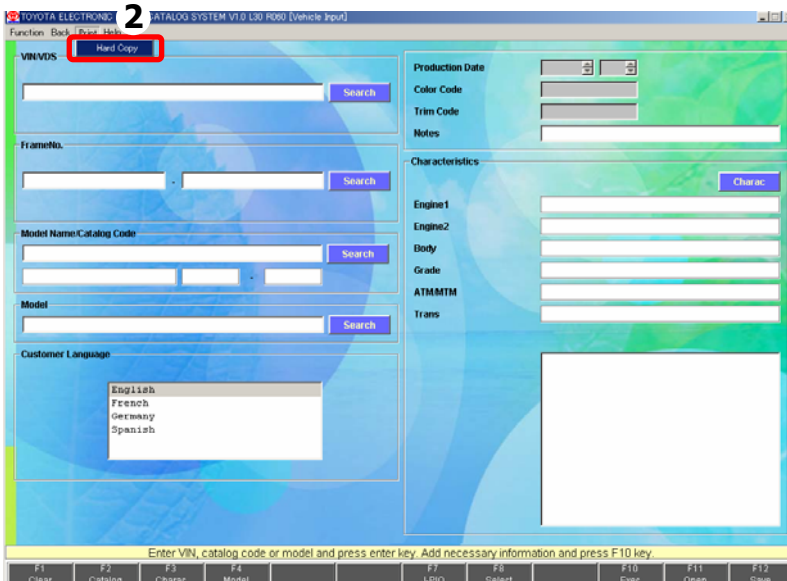 TOYOTA ELECTRONIC CATALOG SYSTEM V1.0 L30 R060 [Vehicle Input]
2
Function Back Print Help
Hard Copy
VIN/VDS
Search
FrameNo.
-
Search
Model Name/Catalog Code
Search
-
Model
Search
Customer Language
English
French
Germany
Spanish
Production Date
Color Code
Trim Code
Notes
Characteristics
Charac
Engine1
Engine2
Body
Grade
ATM/MTM
Trans
Enter VIN, catalog code or model and press enter key. Add necessary information and press F10 key.
F1 F2 F3 F4 F7 F8 F10 F11 F12
Clear Catalog Charac Model Select Exec Open Save